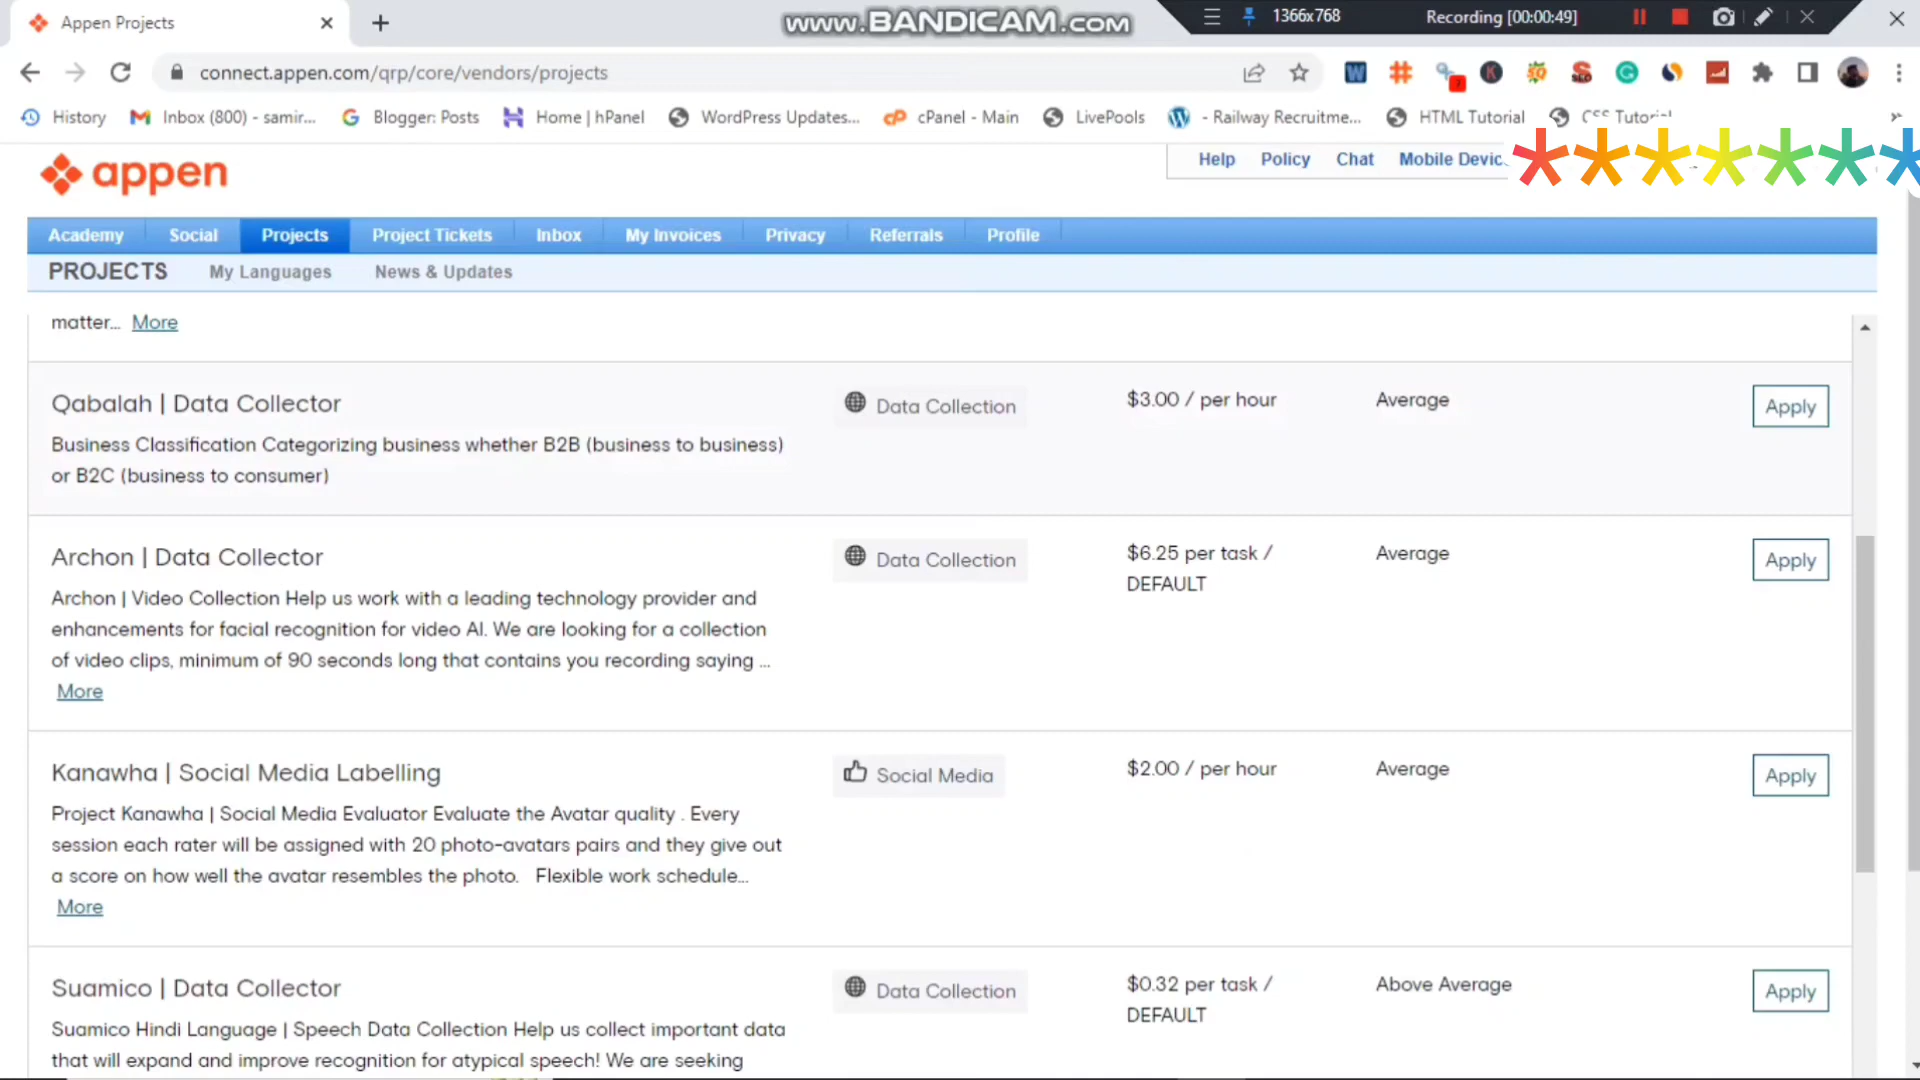 Appen Projects
www.BANDICAM.com
1366x768
Recording [00:00:49]
connect.appen.com/qrp/core/vendors/projects
History
Inbox (800) - samir...
Blogger: Posts
Home | hPanel
WordPress Updates...
cPanel - Main
LivePools
- Railway Recruitme...
HTML Tutorial
appen
Help
Policy
Chat
Mobile Devic
*******
Academy
Social
Projects
Project Tickets
Inbox
My Invoices
Privacy
Referrals
Profile
PROJECTS
My Languages
News & Updates
matter... More
Qabalah | Data Collector
Data Collection
$3.00 / per hour
Average
Apply
Business Classification Categorizing business whether B2B (business to business)
or B2C (business to consumer)
Archon | Data Collector
Data Collection
$6.25 per task /
DEFAULT
Average
Apply
Archon | Video Collection Help us work with a leading technology provider and
enhancements for facial recognition for video AI. We are looking for a collection
of video clips, minimum of 90 seconds long that contains you recording saying ...
More
Kanawha | Social Media Labelling
Social Media
$2.00 / per hour
Average
Apply
Project Kanawha | Social Media Evaluator Evaluate the Avatar quality . Every
session each rater will be assigned with 20 photo-avatars pairs and they give out
a score on how well the avatar resembles the photo. Flexible work schedule...
More
Suamico | Data Collector
Data Collection
$0.32 per task /
DEFAULT
Above Average
Apply
Suamico Hindi Language | Speech Data Collection Help us collect important data
that will expand and improve recognition for atypical speech! We are seeking